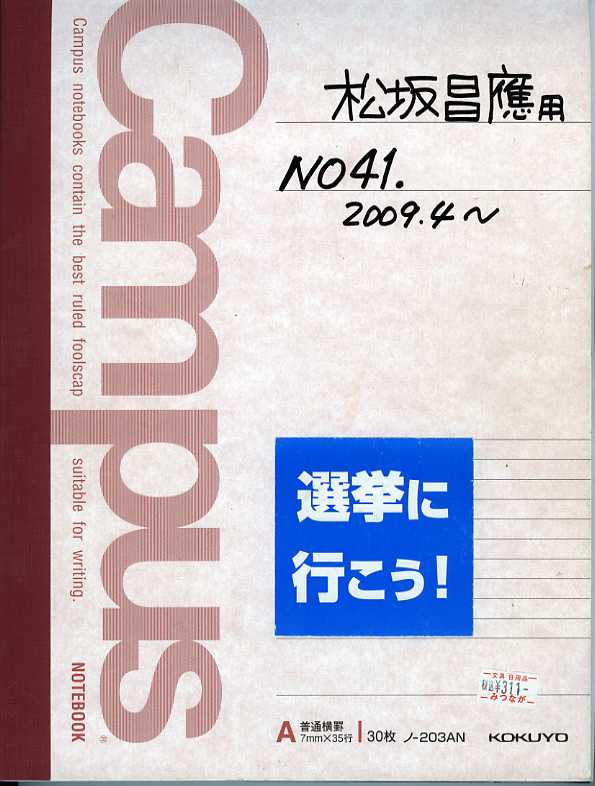 松坂昌應用
NO41.
2009.4～
Campus
Campus notebooks contain the best ruled foolscap suitable for writing.
NOTEBOOK
®
選挙に
行こう！
文具 日用品
税込¥311-
みつなが
A 普通横罫
7mm×35行
30枚 ノ-203AN
KOKUYO